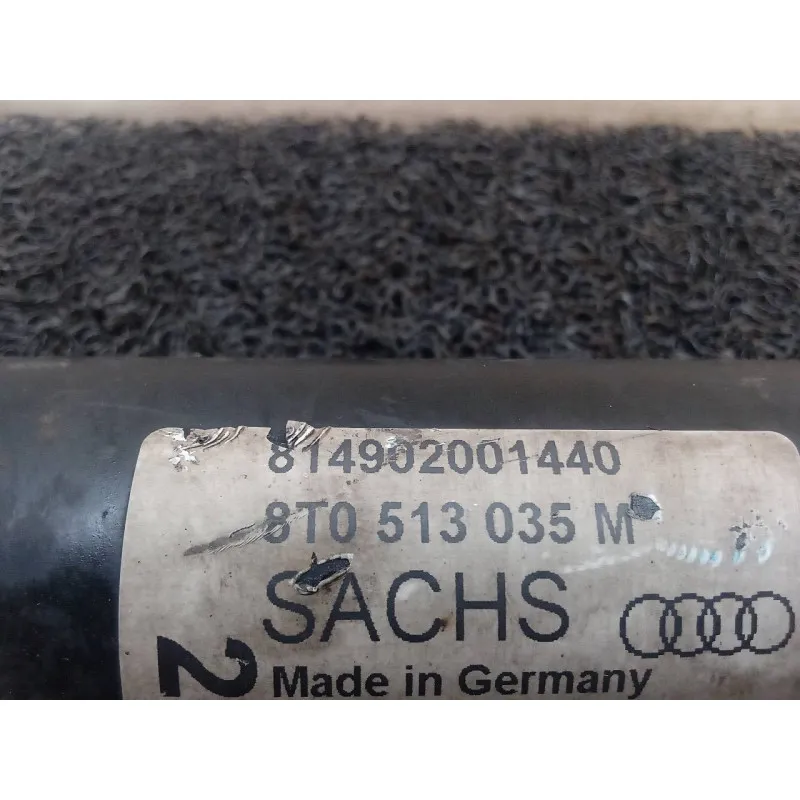 814902001440
8T0 513 035 M
SACHS
2 Made in Germany